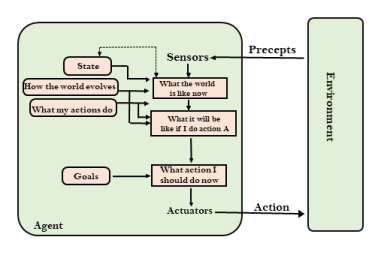 Sensors
Precepts
State
How the world evolves
What the world
is like now
What my actions do
What it will be
like if I do action A
Goals
What action I
should do now
Agent
Actuators
Action
Environment